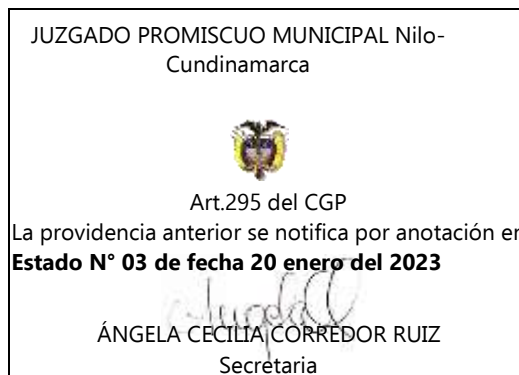 JUZGADO PROMISCUO MUNICIPAL Nilo-
Cundinamarca
Art.295 del CGP
La providencia anterior se notifica por anotación en
Estado N° 03 de fecha 20 enero del 2023
ÁNGELA CECILIA CORREDOR RUIZ
Secretaria